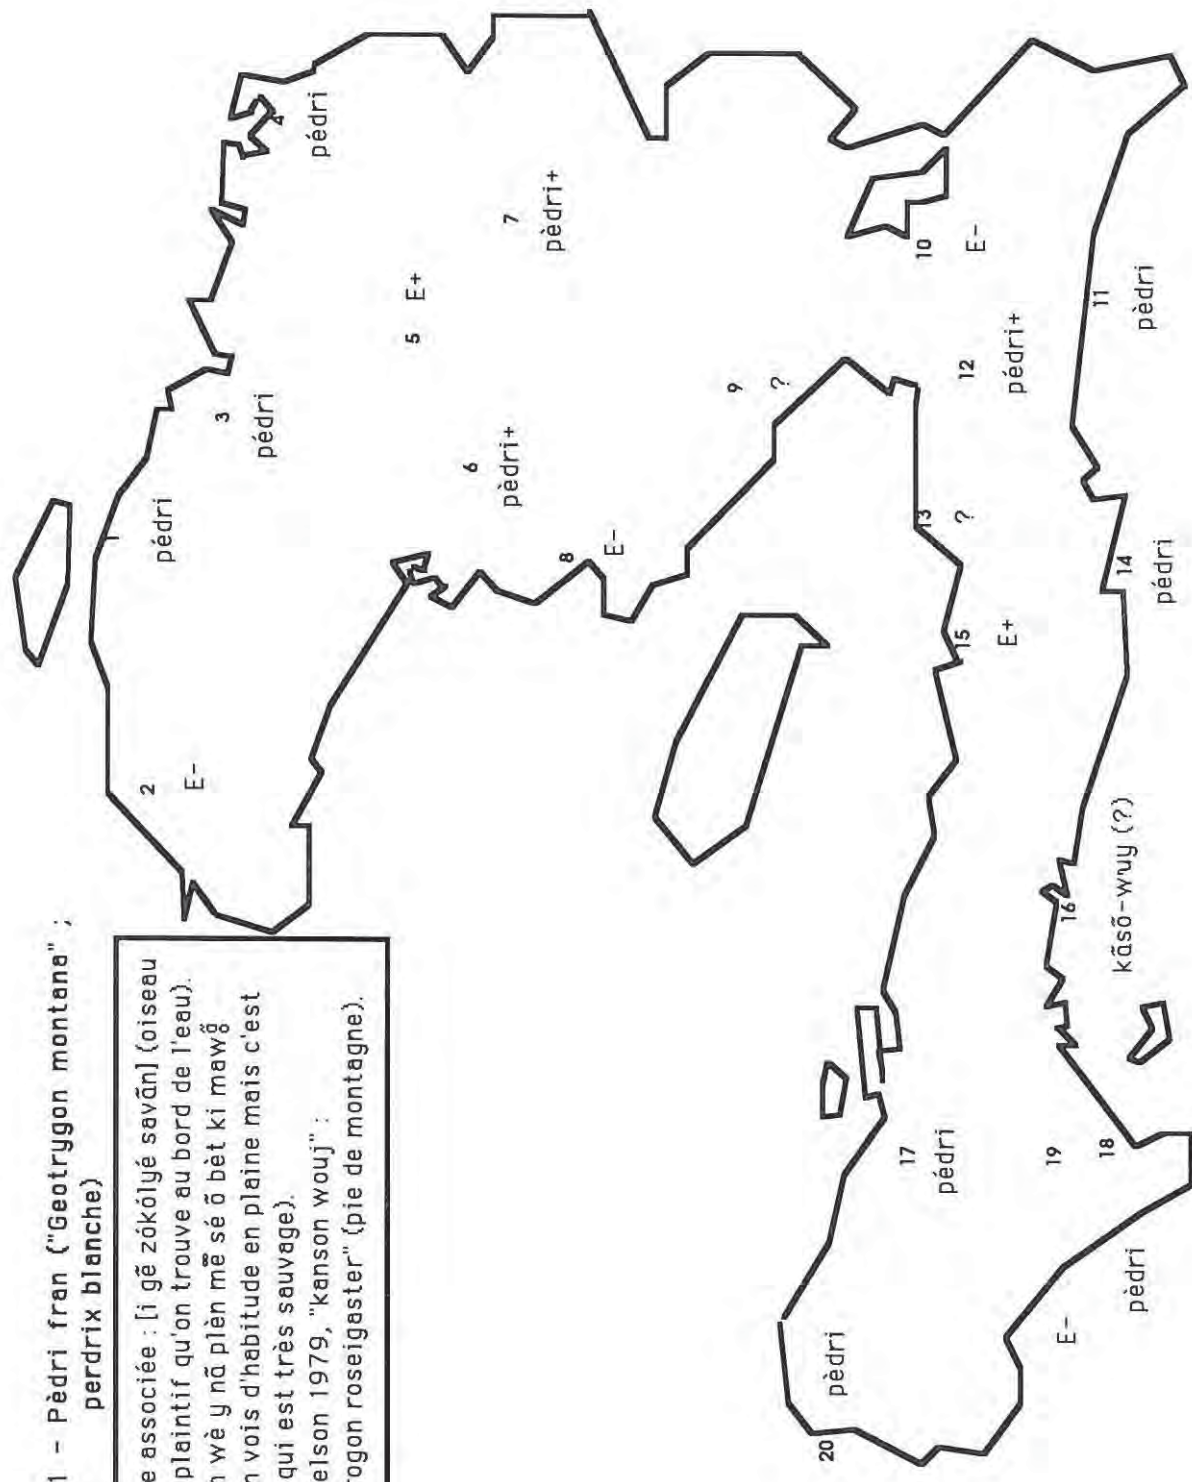 1 - Pèdri fran ("Geotrygon montana" ;
perdrix blanche)
e associée : [i gẽ zókólyé savãn] (oiseau
plaintif qu'on trouve au bord de l'eau).
n wè y nã plèn mẽ sé õ bèt ki mawõ
n vois d'habitude en plaine mais c'est
qui est très sauvage).
elson 1979, "kanson wouj" :
rogon roseigaster" (pie de montagne).
1
pédri
2
E-
3
pédri
4
pédri
5 E+
6
pèdri+
7
pèdri+
8
E-
9
?
10
E-
11
pèdri
12
pédri+
13
?
14
pèdri
15
E+
16
kãsõ-wuy (?)
17
pédri
18
pèdri
19
E-
20
pèdri